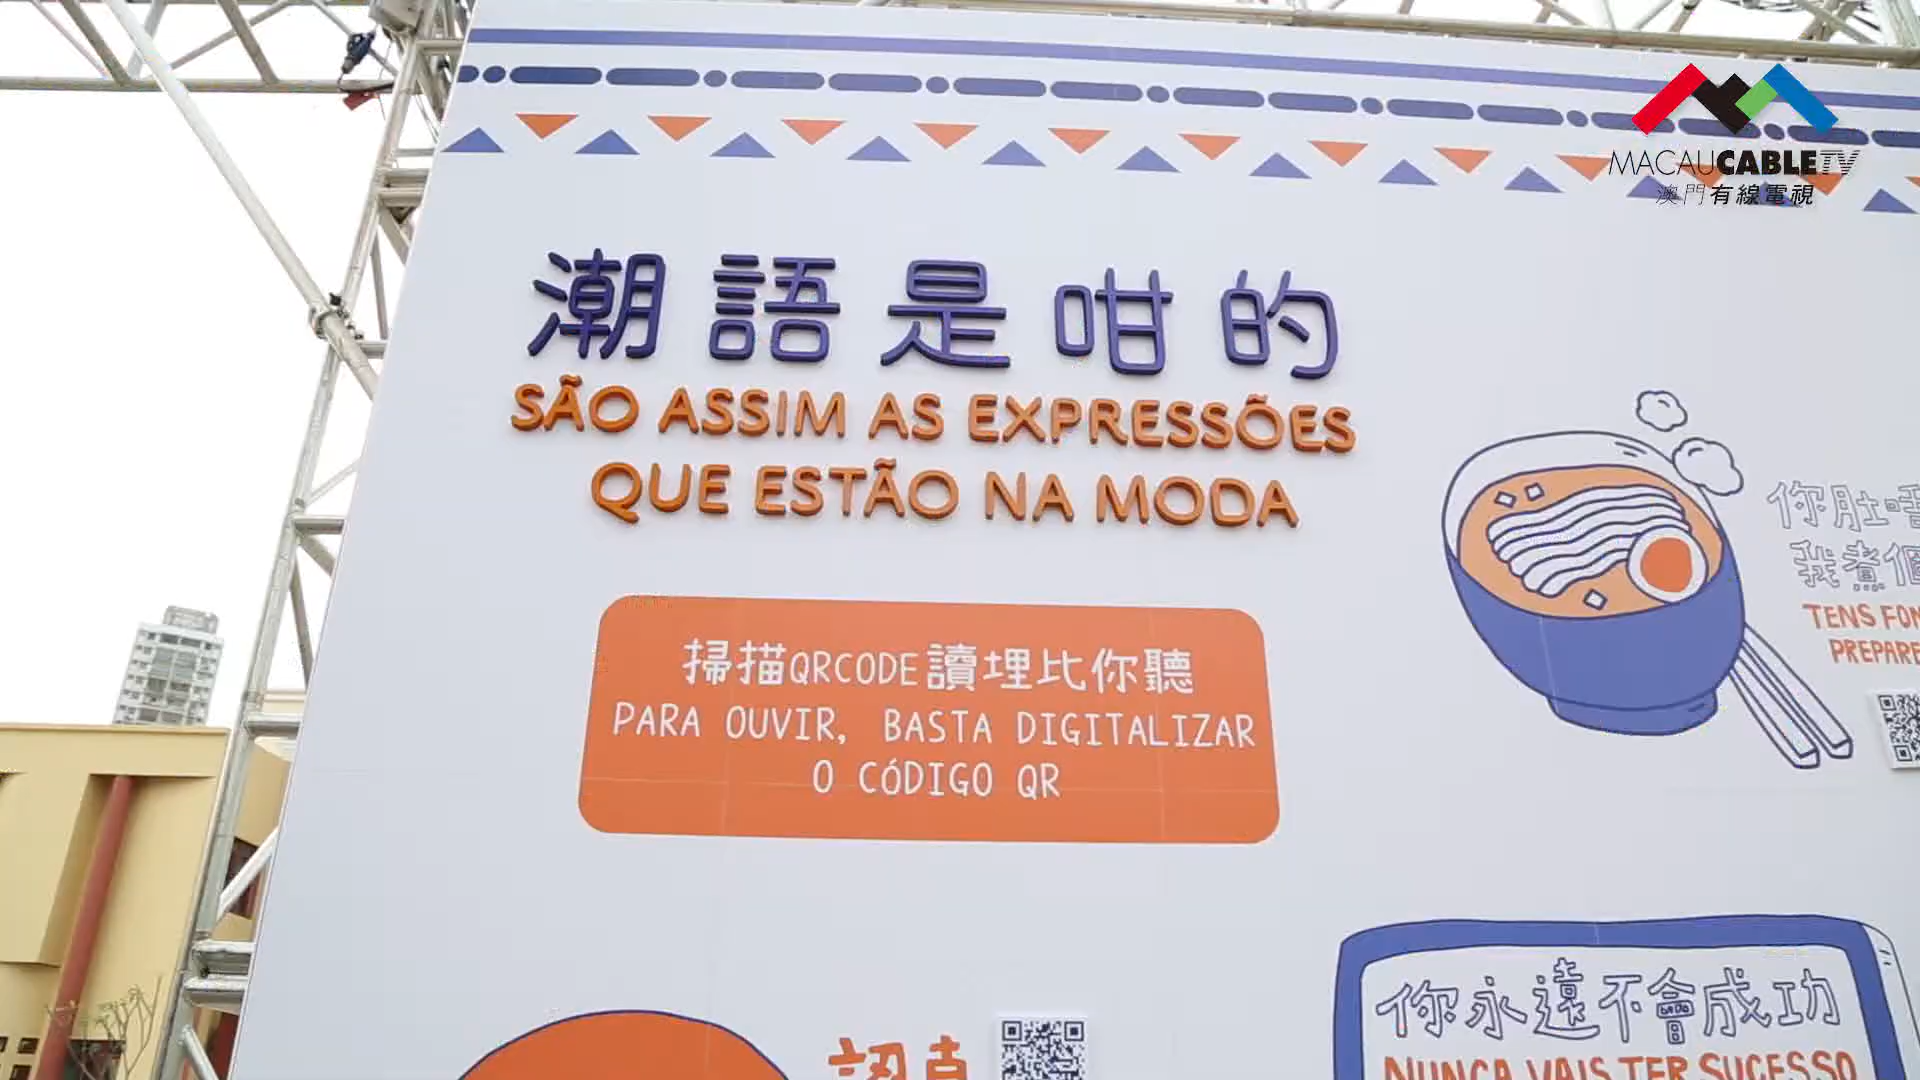 MACAUCABLETV
澳門有線電視
潮語是咁的
SÃO ASSIM AS EXPRESSÕES
QUE ESTÃO NA MODA
掃描QRCODE讀埋比你聽
PARA OUVIR, BASTA DIGITALIZAR
O CÓDIGO QR
你肚唔
我煮個
TENS
PREPARE
你永遠不會成功
NUNCA VAIS TER SUCESSO